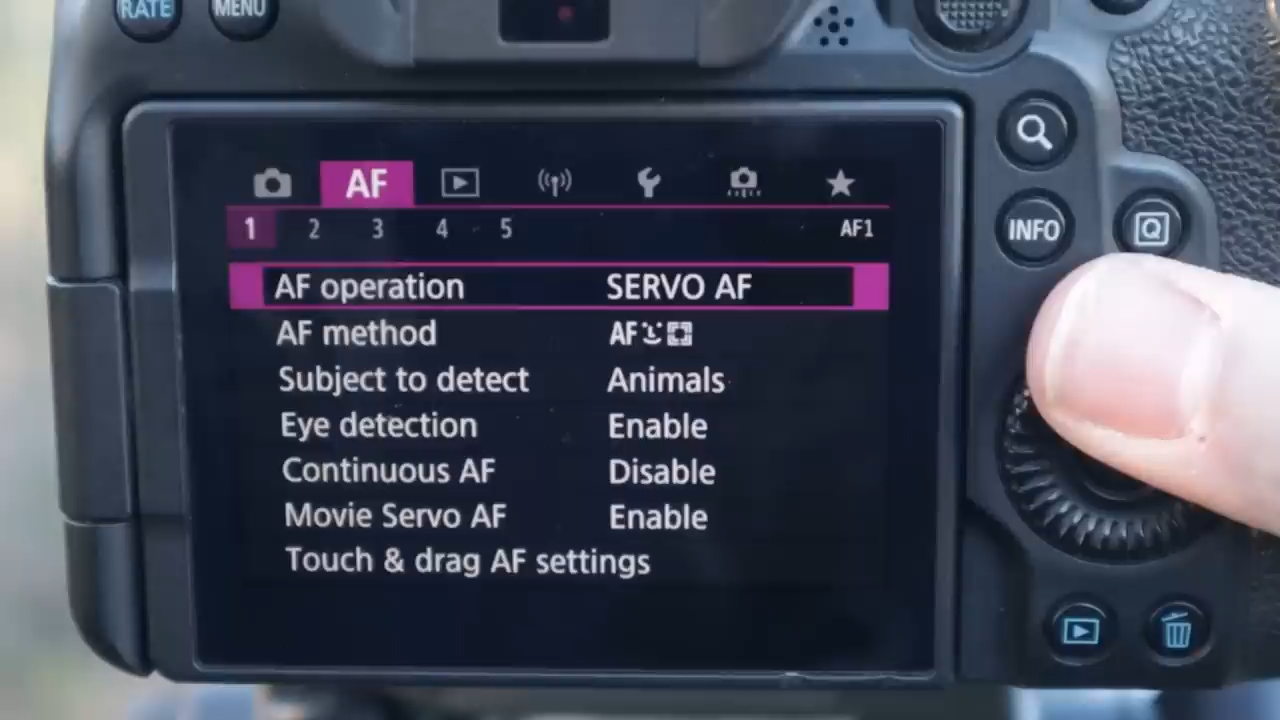 RATE MENU
AF
1 2 3 4 5 AF1
INFO Q
AF operation SERVO AF
AF method AF
Subject to detect Animals
Eye detection Enable
Continuous AF Disable
Movie Servo AF Enable
Touch & drag AF settings